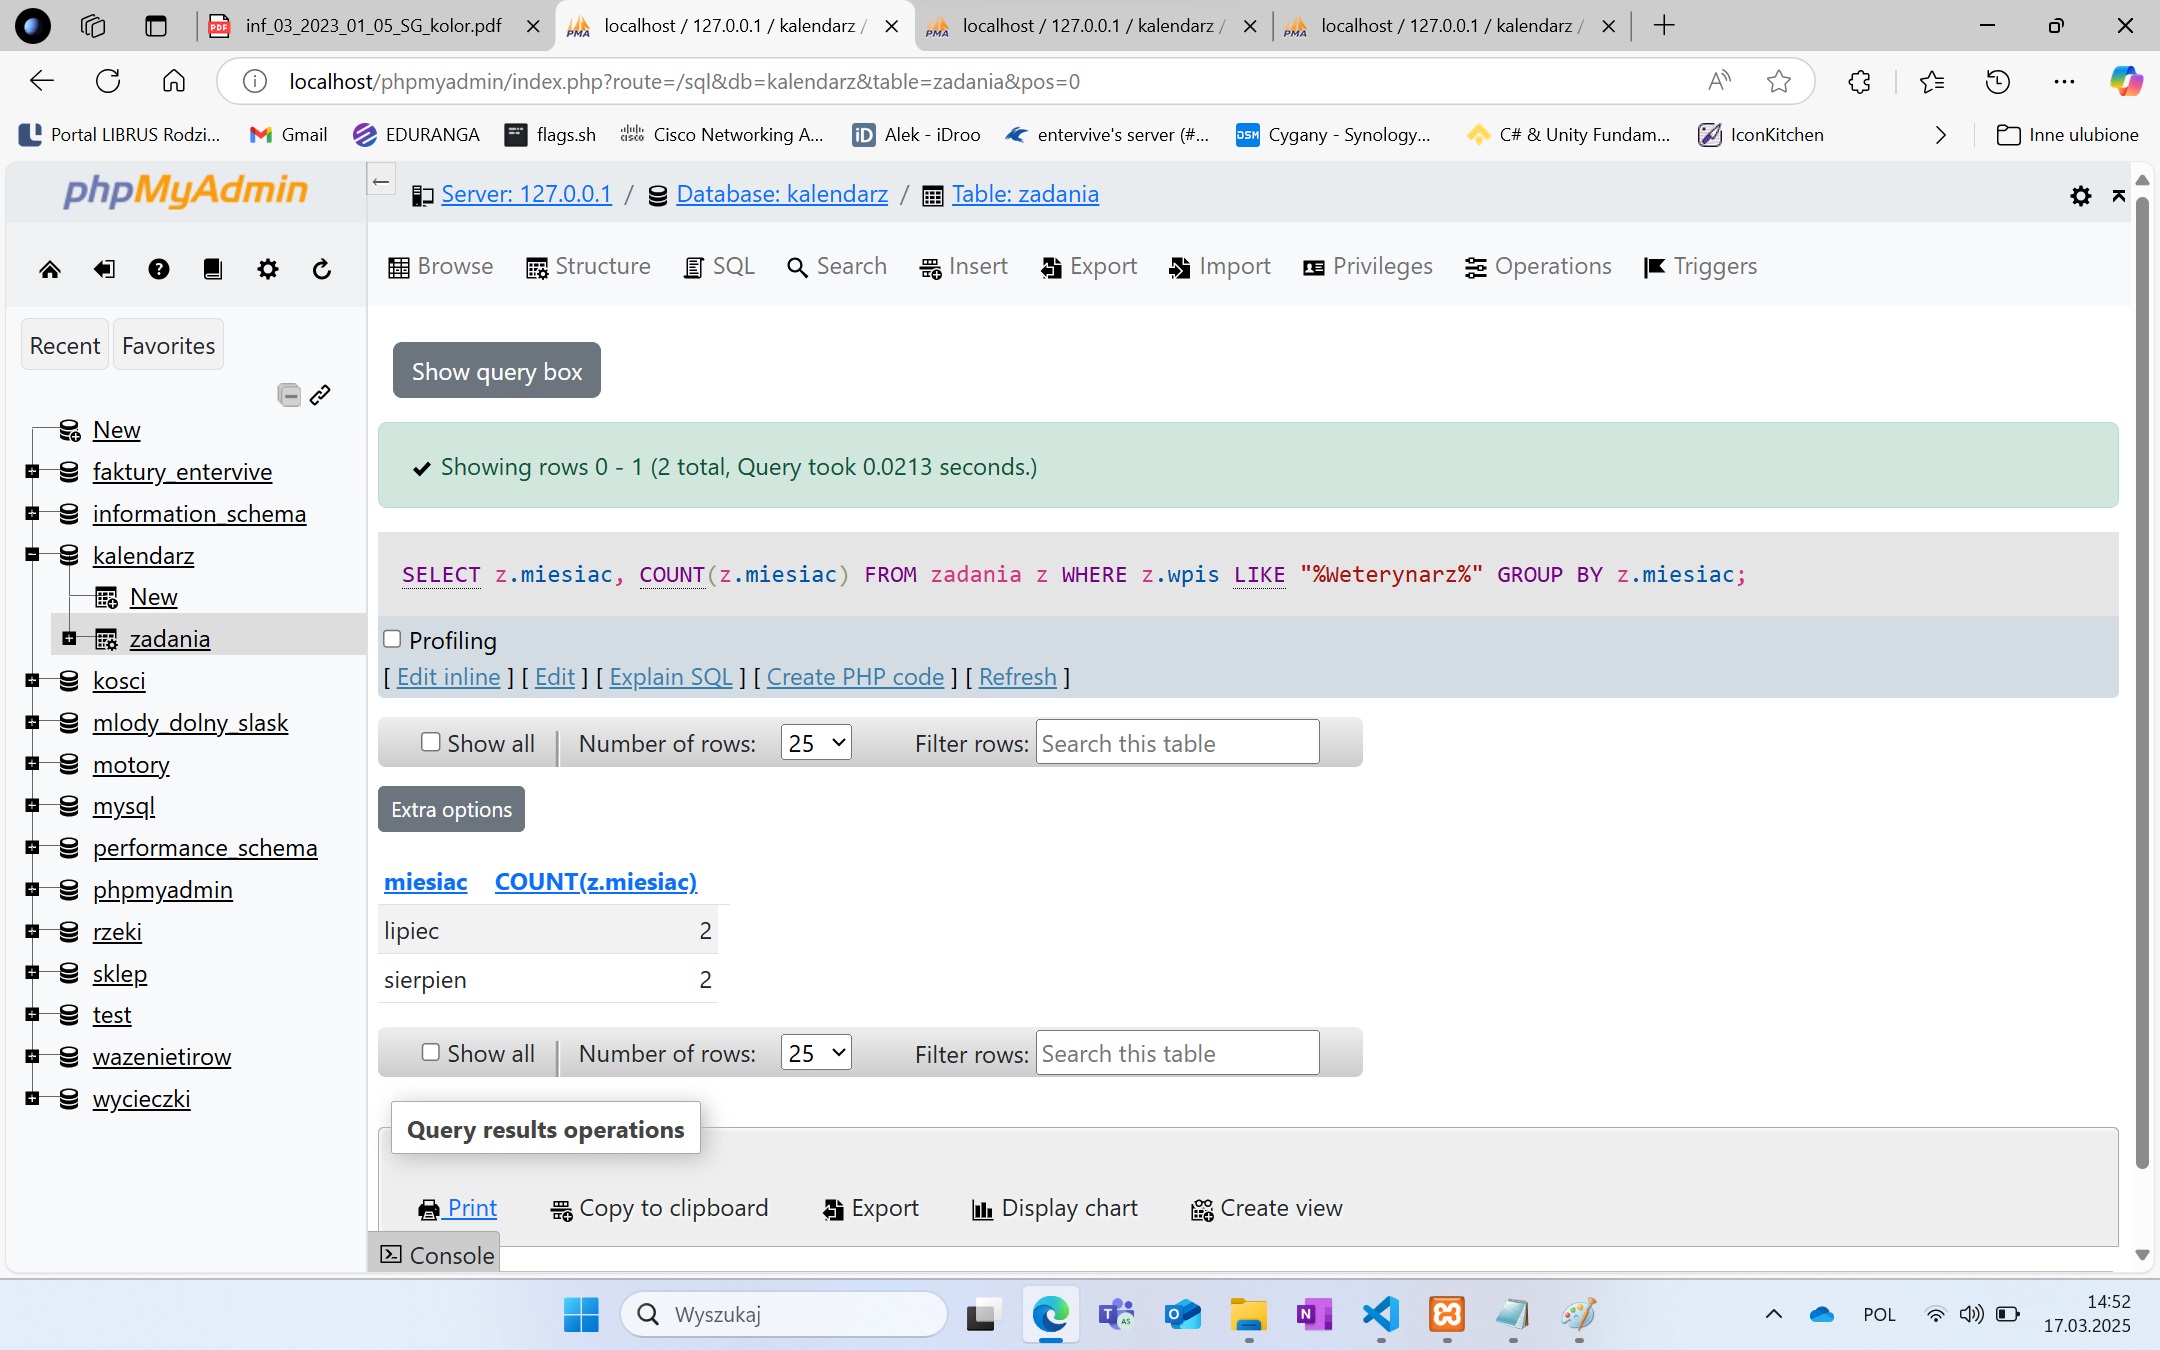 inf_03_2023_01_05_SG_kolor.pdf
localhost / 127.0.0.1 / kalendarz /
localhost / 127.0.0.1 / kalendarz /
localhost / 127.0.0.1 / kalendarz /
localhost/phpmyadmin/index.php?route=/sql&db=kalendarz&table=zadania&pos=0
Portal LIBRUS Rodzi...
Gmail
EDURANGA
flags.sh
Cisco Networking A...
Alek - iDroo
entervive's server (#...
Cygany - Synology...
C# & Unity Fundam...
IconKitchen
Inne ulubione
phpMyAdmin
Recent
Favorites
New
faktury_entervive
information_schema
kalendarz
New
zadania
kosci
mlody_dolny_slask
motory
mysql
performance_schema
phpmyadmin
rzeki
sklep
test
wazenietirow
wycieczki
Server: 127.0.0.1 / Database: kalendarz / Table: zadania
Browse
Structure
SQL
Search
Insert
Export
Import
Privileges
Operations
Triggers
Show query box
Showing rows 0 - 1 (2 total, Query took 0.0213 seconds.)
SELECT z.miesiac, COUNT(z.miesiac) FROM zadania z WHERE z.wpis LIKE "%Weterynarz%" GROUP BY z.miesiac;
Profiling
[ Edit inline ] [ Edit ] [ Explain SQL ] [ Create PHP code ] [ Refresh ]
Show all
Number of rows: 25
Filter rows: Search this table
Extra options
miesiac COUNT(z.miesiac)
lipiec 2
sierpien 2
Show all
Number of rows: 25
Filter rows: Search this table
Query results operations
Print
Copy to clipboard
Export
Display chart
Create view
Console
Wyszukaj
POL
14:52
17.03.2025